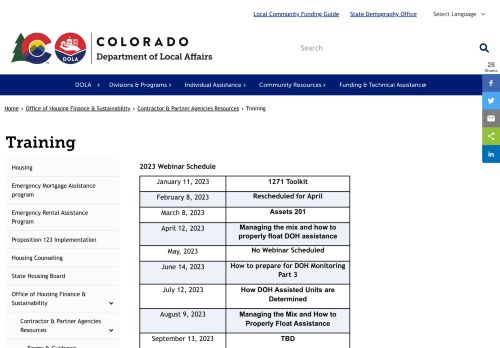 Local Community Funding Guide State Demography Office Select Language
COLORADO
Department of Local Affairs
DOLA
Search
28
Shares
DOLA Divisions & Programs Individual Assistance Community Resources Funding & Technical Assistance
Home › Office of Housing Finance & Sustainability › Contractor & Partner Agencies Resources › Training
Training
Housing
Emergency Mortgage Assistance
program
Emergency Rental Assistance
Program
Proposition 123 Implementation
Housing Counseling
State Housing Board
Office of Housing Finance &
Sustainability
Contractor & Partner Agencies
Resources
Forms & Guidance
2023 Webinar Schedule
January 11, 2023 1271 Toolkit
February 8, 2023 Rescheduled for April
March 8, 2023 Assets 201
April 12, 2023 Managing the mix and how to
properly float DOH assistance
May, 2023 No Webinar Scheduled
June 14, 2023 How to prepare for DOH Monitoring
Part 3
July 12, 2023 How DOH Assisted Units are
Determined
August 9, 2023 Managing the Mix and How to
Properly Float Assistance
September 13, 2023 TBD